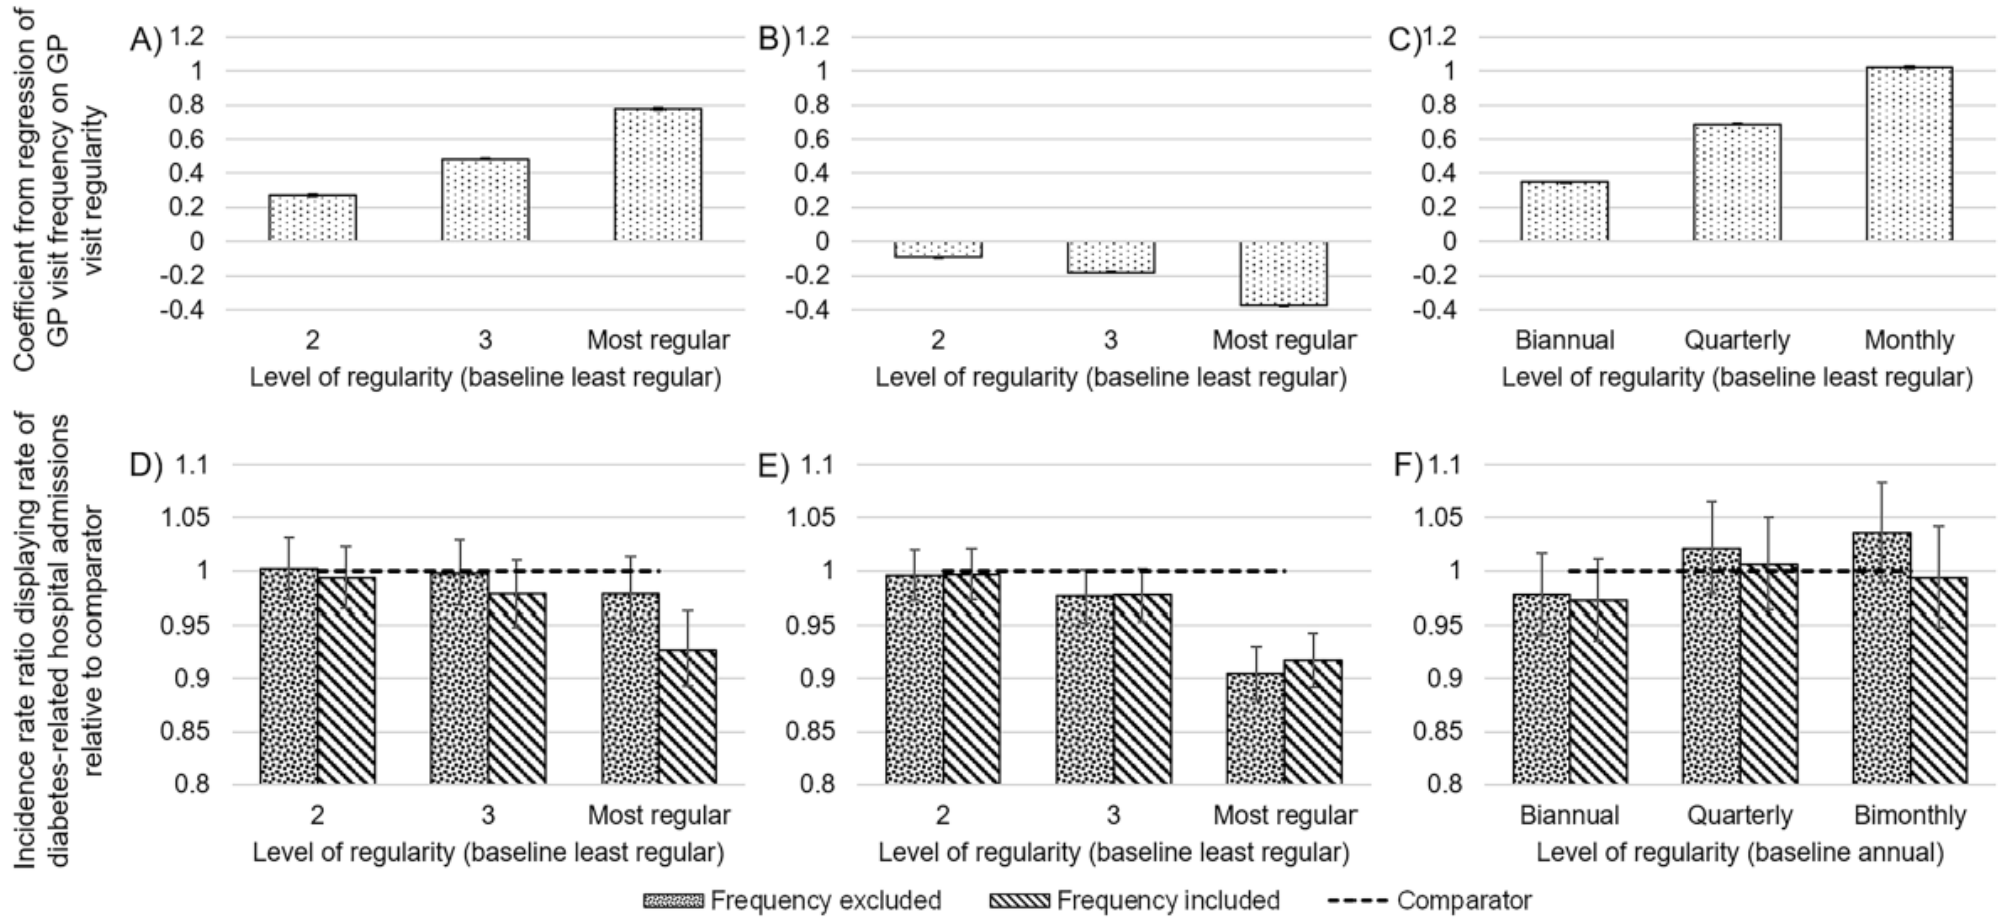 Coefficient from regression of
GP visit frequency on GP
visit regularity
A)
1.2
1
0.8
0.6
0.4
0.2
0
-0.2
-0.4
2 3 Most regular
Level of regularity (baseline least regular)
B)
1.2
1
0.8
0.6
0.4
0.2
0
-0.2
-0.4
2 3 Most regular
Level of regularity (baseline least regular)
C)
1.2
1
0.8
0.6
0.4
0.2
0
-0.2
-0.4
Biannual Quarterly Monthly
Level of regularity (baseline least regular)
Incidence rate ratio displaying rate of
diabetes-related hospital admissions
relative to comparator
D)
1.1
1.05
1
0.95
0.9
0.85
0.8
2 3 Most regular
Level of regularity (baseline least regular)
E)
1.1
1.05
1
0.95
0.9
0.85
0.8
2 3 Most regular
Level of regularity (baseline least regular)
F)
1.1
1.05
1
0.95
0.9
0.85
0.8
Biannual Quarterly Bimonthly
Level of regularity (baseline annual)
Frequency excluded Frequency included Comparator